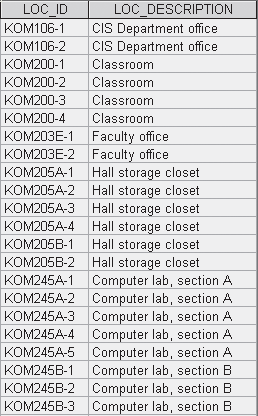 LOC_ID LOC_DESCRIPTION
KOM106-1 CIS Department office
KOM106-2 CIS Department office
KOM200-1 Classroom
KOM200-2 Classroom
KOM200-3 Classroom
KOM200-4 Classroom
KOM203E-1 Faculty office
KOM203E-2 Faculty office
KOM205A-1 Hall storage closet
KOM205A-2 Hall storage closet
KOM205A-3 Hall storage closet
KOM205A-4 Hall storage closet
KOM205B-1 Hall storage closet
KOM205B-2 Hall storage closet
KOM245A-1 Computer lab, section A
KOM245A-2 Computer lab, section A
KOM245A-3 Computer lab, section A
KOM245A-4 Computer lab, section A
KOM245A-5 Computer lab, section A
KOM245B-1 Computer lab, section B
KOM245B-2 Computer lab, section B
KOM245B-3 Computer lab, section B